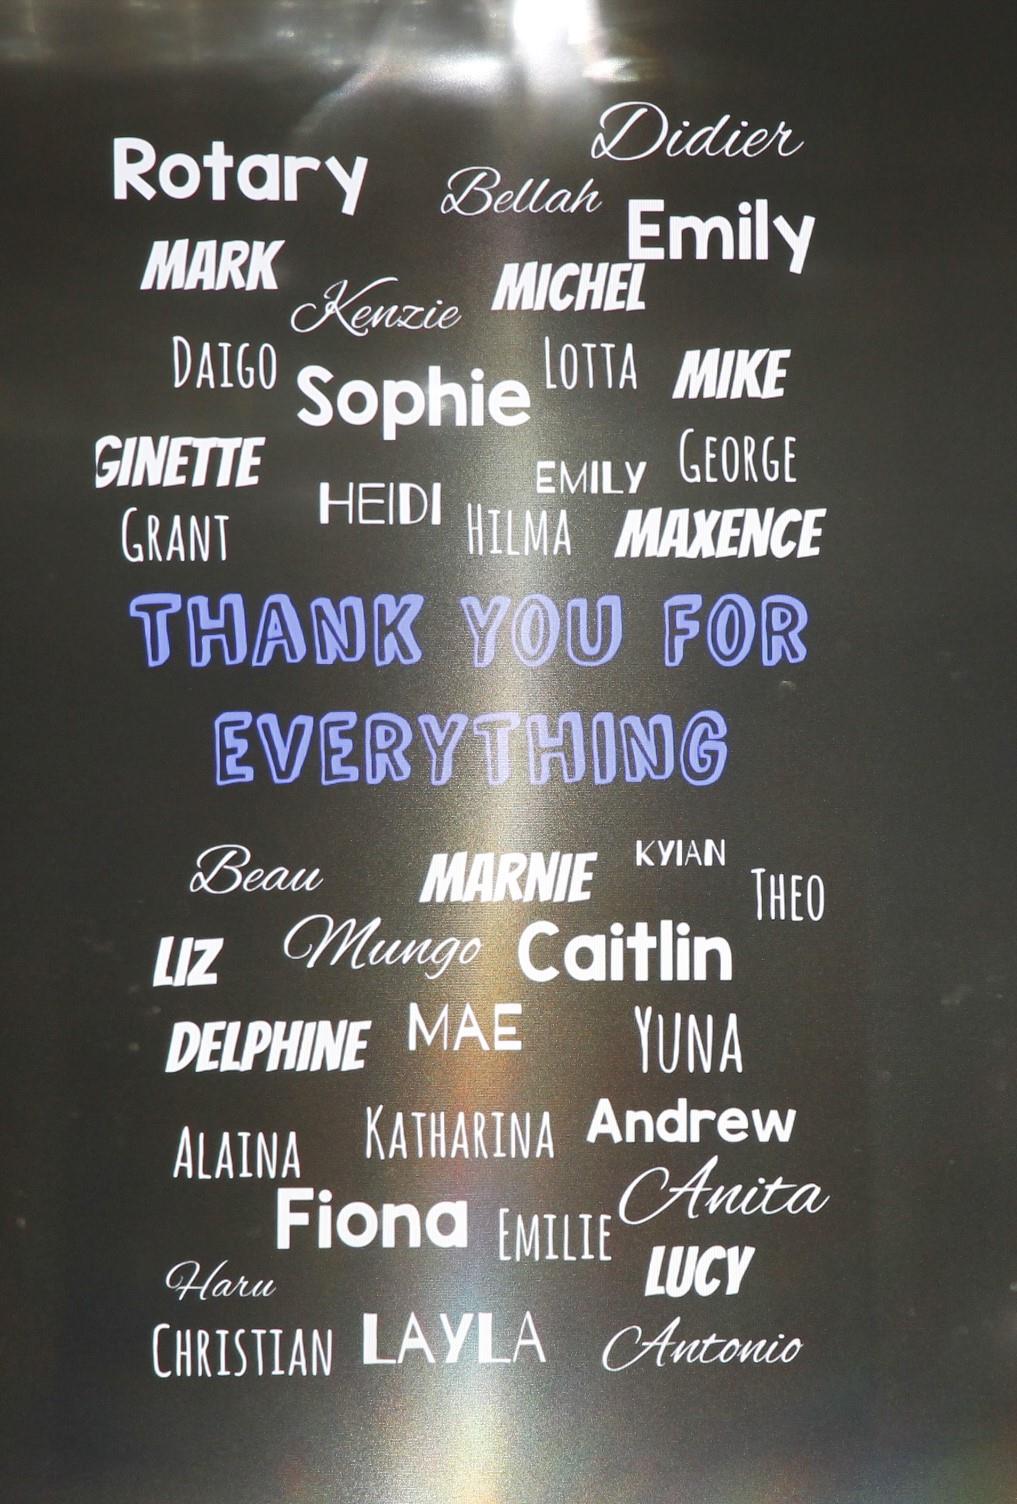 Didier
Rotary
Bellah
Emily
MARK
MICHEL
Kenzie
DAIGO
LOTTA
MIKE
Sophie
GINETTE
GEORGE
EMILY
HEIDI
GRANT
HILMA
MAXENCE
THANK YOU FOR
EVERYTHING
Beau
MARNIE
KYIAN
THEO
LIZ
Mungo
Caitlin
DELPHINE
MAE
YUNA
KATHARINA
Andrew
ALAINA
Anita
Fiona
EMILIE
LUCY
Haru
CHRISTIAN
LAYLA
Antonio